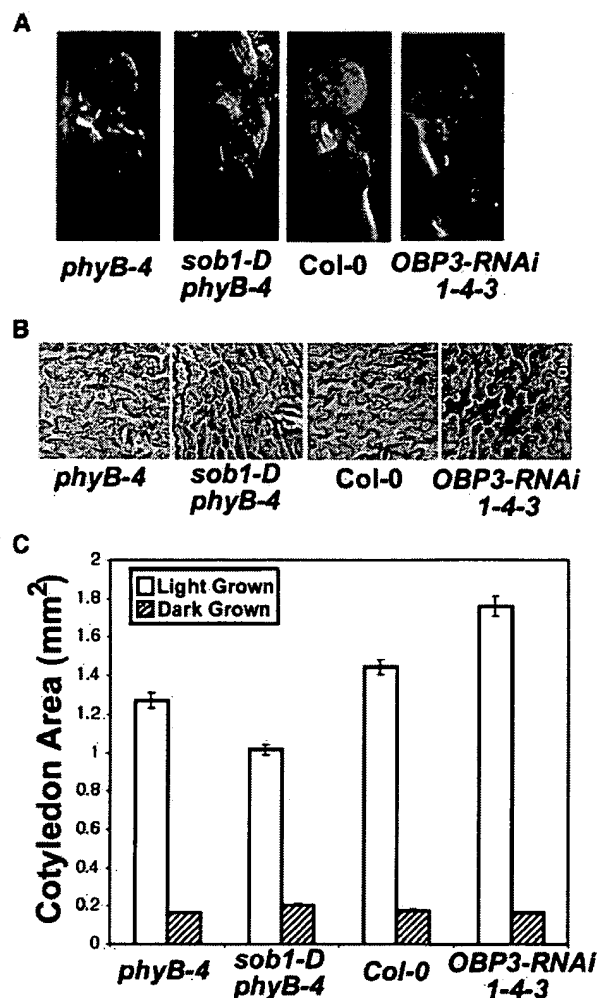 A
phyB-4
sob1-D
phyB-4
Col-0
OBP3-RNAi
1-4-3
B
phyB-4
sob1-D
phyB-4
Col-0
OBP3-RNAi
1-4-3
C
Cotyledon Area (mm²)
2
1.8
1.6
1.4
1.2
1
0.8
0.6
0.4
0.2
0
Light Grown
Dark Grown
phyB-4
sob1-D
phyB-4
Col-0
OBP3-RNAi
1-4-3